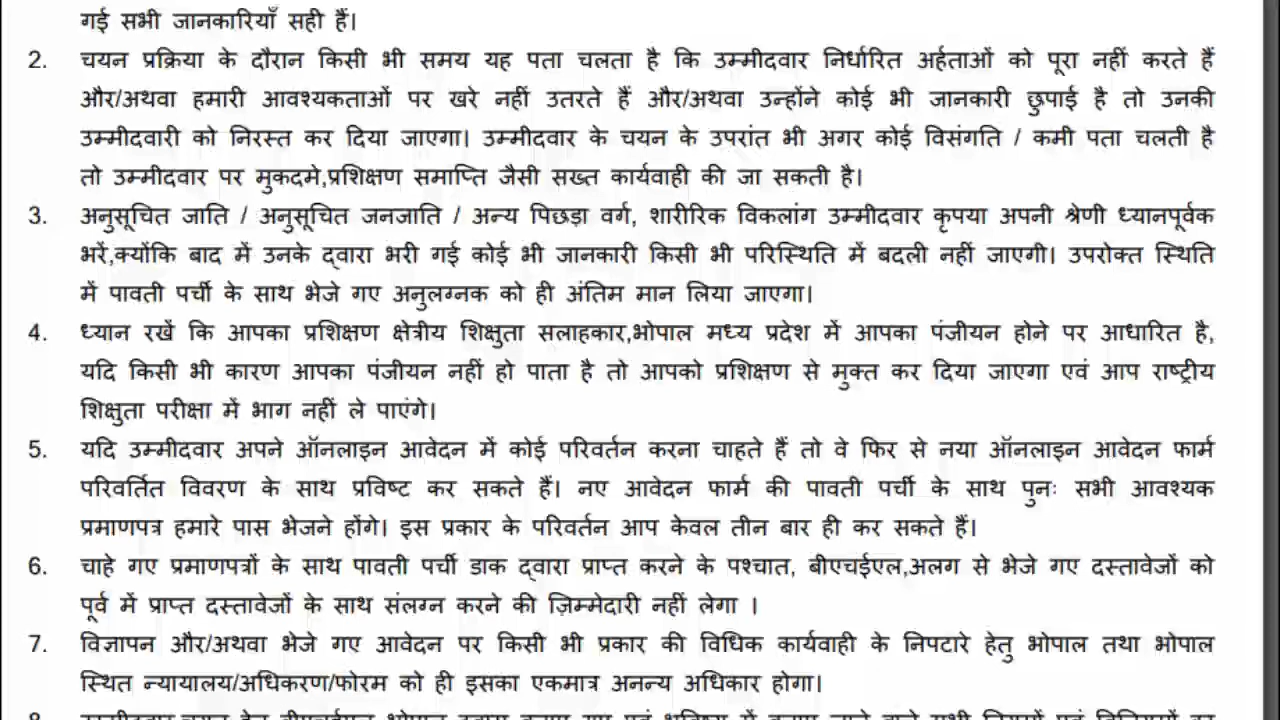 गई सभी जानकारियाँ सही हैं।
2. चयन प्रक्रिया के दौरान किसी भी समय यह पता चलता है कि उम्मीदवार निर्धारित अर्हताओं को पूरा नहीं करते हैं
और/अथवा हमारी आवश्यकताओं पर खरे नहीं उतरते हैं और/अथवा उन्होंने कोई भी जानकारी छुपाई है तो उनकी
उम्मीदवारी को निरस्त कर दिया जाएगा। उम्मीदवार के चयन के उपरांत भी अगर कोई विसंगति / कमी पता चलती है
तो उम्मीदवार पर मुकदमे,प्रशिक्षण समाप्ति जैसी सख्त कार्यवाही की जा सकती है।
3. अनुसूचित जाति / अनुसूचित जनजाति / अन्य पिछड़ा वर्ग, शारीरिक विकलांग उम्मीदवार कृपया अपनी श्रेणी ध्यानपूर्वक
भरें,क्योंकि बाद में उनके द्वारा भरी गई कोई भी जानकारी किसी भी परिस्थिति में बदली नहीं जाएगी। उपरोक्त स्थिति
में पावती पर्ची के साथ भेजे गए अनुलग्नक को ही अंतिम मान लिया जाएगा।
4. ध्यान रखें कि आपका प्रशिक्षण क्षेत्रीय शिक्षुता सलाहकार,भोपाल मध्य प्रदेश में आपका पंजीयन होने पर आधारित है,
यदि किसी भी कारण आपका पंजीयन नहीं हो पाता है तो आपको प्रशिक्षण से मुक्त कर दिया जाएगा एवं आप राष्ट्रीय
शिक्षुता परीक्षा में भाग नहीं ले पाएंगे।
5. यदि उम्मीदवार अपने ऑनलाइन आवेदन में कोई परिवर्तन करना चाहते हैं तो वे फिर से नया ऑनलाइन आवेदन फार्म
परिवर्तित विवरण के साथ प्रविष्ट कर सकते हैं। नए आवेदन फार्म की पावती पर्ची के साथ पुनः सभी आवश्यक
प्रमाणपत्र हमारे पास भेजने होंगे। इस प्रकार के परिवर्तन आप केवल तीन बार ही कर सकते हैं।
6. चाहे गए प्रमाणपत्रों के साथ पावती पर्ची डाक द्वारा प्राप्त करने के पश्चात, बीएचईएल,अलग से भेजे गए दस्तावेजों को
पूर्व में प्राप्त दस्तावेजों के साथ संलग्न करने की ज़िम्मेदारी नहीं लेगा ।
7. विज्ञापन और/अथवा भेजे गए आवेदन पर किसी भी प्रकार की विधिक कार्यवाही के निपटारे हेतु भोपाल तथा भोपाल
स्थित न्यायालय/अधिकरण/फोरम को ही इसका एकमात्र अनन्य अधिकार होगा।